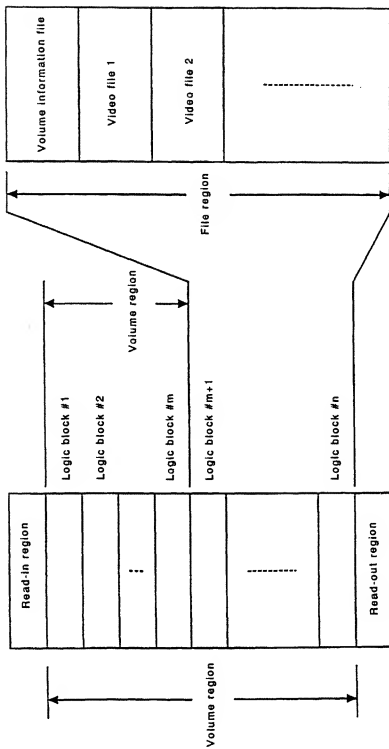 Volume region
Read-in region
Read-out region
Logic block #1
Logic block #2
Logic block #m
Logic block #m+1
Logic block #n
Volume region
File region
Volume information file
Video file 1
Video file 2